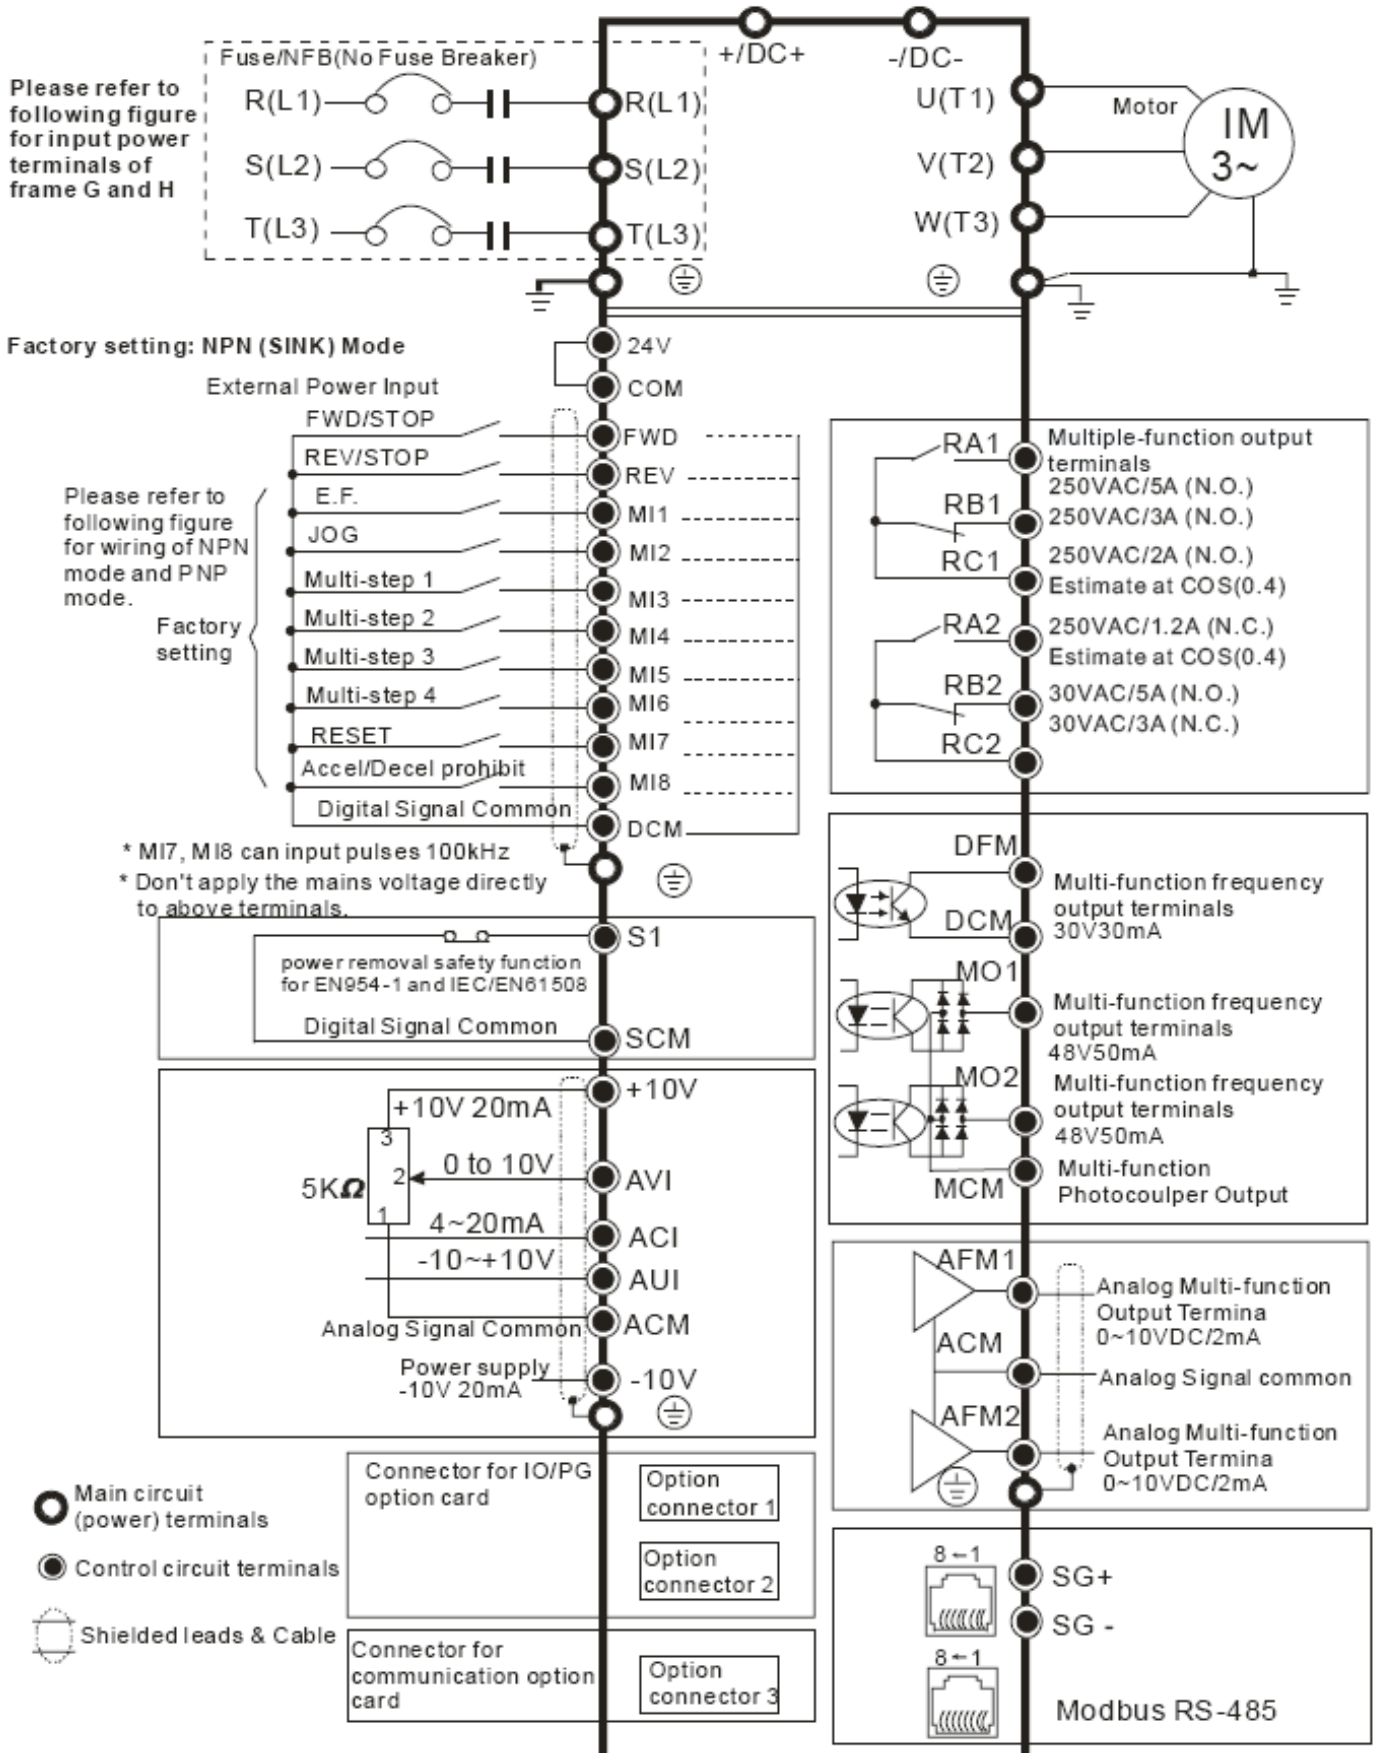 +/DC+
-/DC-
Fuse/NFB(No Fuse Breaker)
Please refer to
following figure
for input power
terminals of
frame G and H
R(L1)
R(L1)
S(L2)
S(L2)
T(L3)
T(L3)
U(T1)
V(T2)
W(T3)
Motor
IM
3~
Factory setting: NPN (SINK) Mode
24V
External Power Input
COM
FWD/STOP
FWD
REV/STOP
REV
E.F.
MI1
JOG
MI2
Multi-step 1
MI3
Multi-step 2
MI4
Multi-step 3
MI5
Multi-step 4
MI6
RESET
MI7
Accel/Decel prohibit
MI8
Digital Signal Common
DCM
Please refer to
following figure
for wiring of NPN
mode and PNP
mode.
Factory
setting
* MI7, MI8 can input pulses 100kHz
* Don't apply the mains voltage directly
to above terminals.
S1
power removal safety function
for EN954-1 and IEC/EN61508
Digital Signal Common
SCM
+10V
+10V 20mA
3
0 to 10V
2
AVI
5KΩ
1
4~20mA
ACI
-10~+10V
AUI
Analog Signal Common
ACM
Power supply
-10V 20mA
-10V
Connector for IO/PG
option card
Option
connector 1
Option
connector 2
Connector for
communication option
card
Option
connector 3
Main circuit
(power) terminals
Control circuit terminals
Shielded leads & Cable
RA1
RB1
RC1
RA2
RB2
RC2
Multiple-function output
terminals
250VAC/5A (N.O.)
250VAC/3A (N.O.)
250VAC/2A (N.O.)
Estimate at COS(0.4)
250VAC/1.2A (N.C.)
Estimate at COS(0.4)
30VAC/5A (N.O.)
30VAC/3A (N.C.)
DFM
DCM
Multi-function frequency
output terminals
30V30mA
MO1
Multi-function frequency
output terminals
48V50mA
MO2
Multi-function frequency
output terminals
48V50mA
MCM
Multi-function
Photocoulper Output
AFM1
Analog Multi-function
Output Termina
0~10VDC/2mA
ACM
Analog Signal common
AFM2
Analog Multi-function
Output Termina
0~10VDC/2mA
8←1
SG+
SG -
8←1
Modbus RS-485